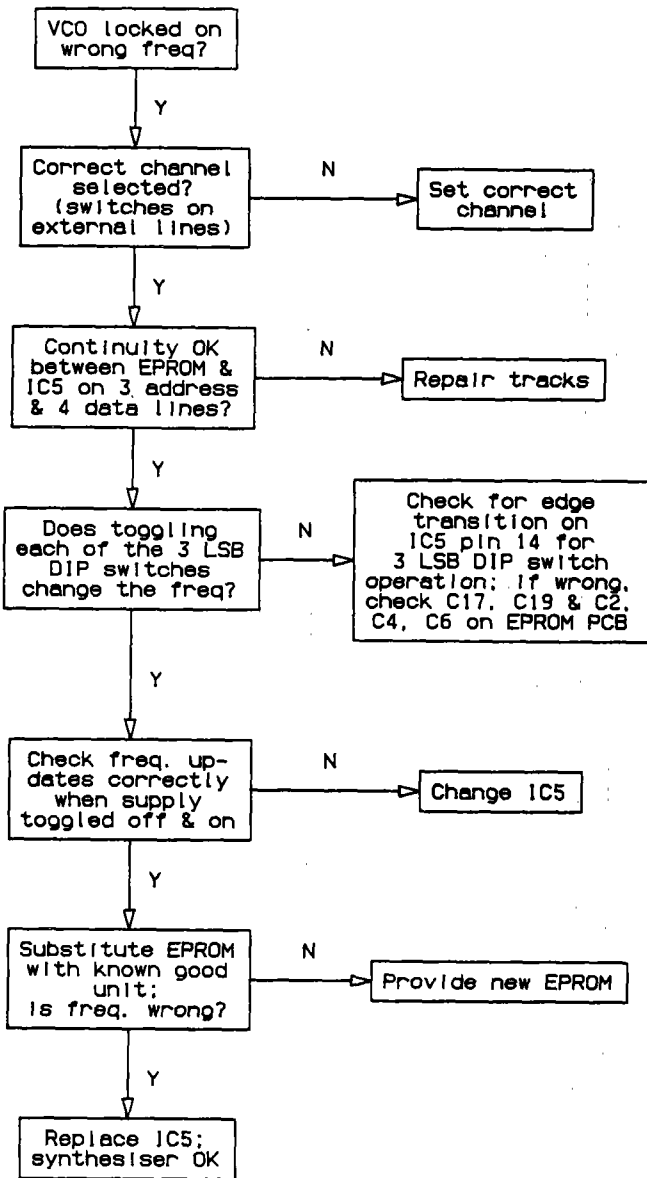 VCO locked on
wrong freq?
Y
Correct channel
selected?
(switches on
external lines)
N
Set correct
channel
Y
Continuity OK
between EPROM &
IC5 on 3 address
& 4 data lines?
N
Repair tracks
Y
Does toggling
each of the 3 LSB
DIP switches
change the freq?
N
Check for edge
transition on
IC5 pin 14 for
3 LSB DIP switch
operation; if wrong,
check C17, C19 & C2,
C4, C6 on EPROM PCB
Y
Check freq. up-
dates correctly
when supply
toggled off & on
N
Change IC5
Y
Substitute EPROM
with known good
unit;
is freq. wrong?
N
Provide new EPROM
Y
Replace IC5;
synthesiser OK